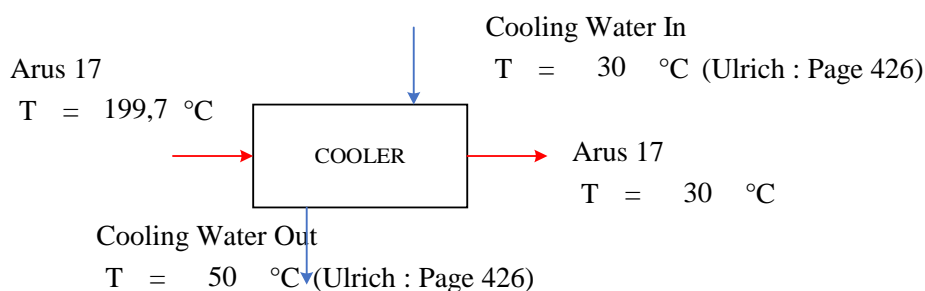 Cooling Water In
T = 30 °C (Ulrich : Page 426)
Arus 17
T = 199,7 °C
COOLER
Arus 17
T = 30 °C
Cooling Water Out
T = 50 °C (Ulrich : Page 426)